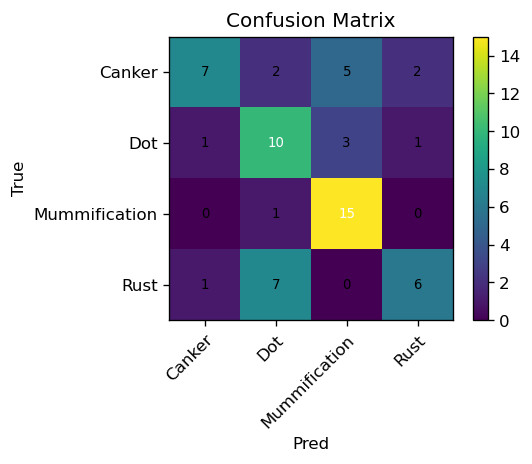 Confusion Matrix
True
Canker 7 2 5 2
Dot 1 10 3 1
Mummification 0 1 15 0
Rust 1 7 0 6
Canker Dot Mummification Rust
Pred
14
12
10
8
6
4
2
0